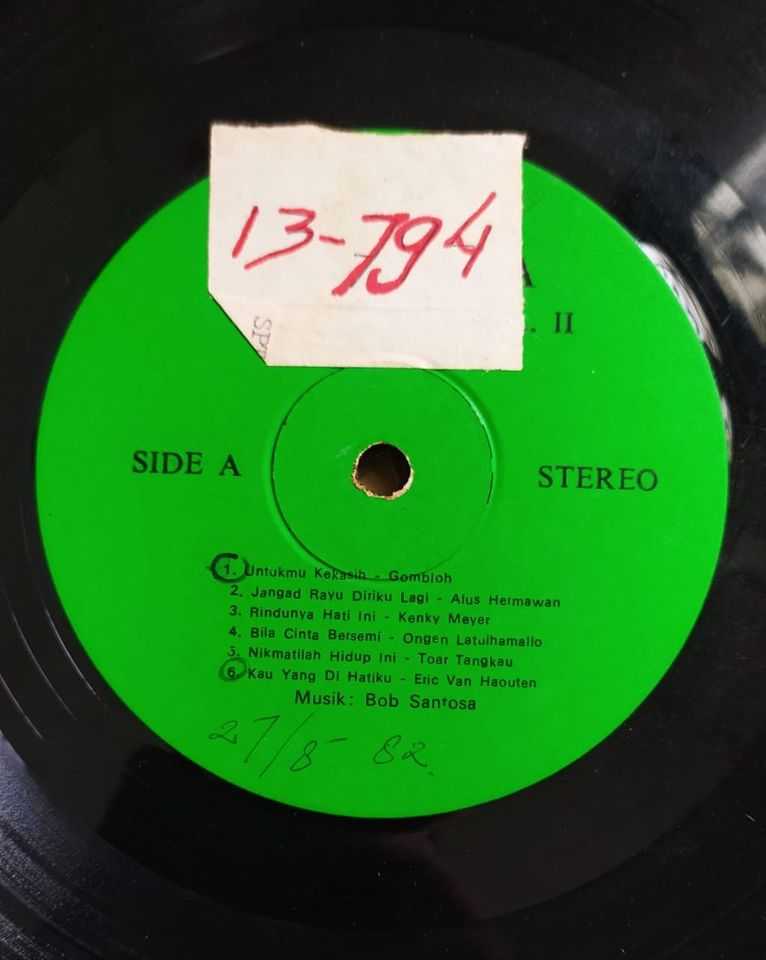 13-794
A
. II
SP
SIDE A
STEREO
1. Untukmu Kekasih - Gombloh
2. Jangad Rayu Diriku Lagi - Alus Hermawan
3. Rindunya Hati Ini - Kenky Meyer
4. Bila Cinta Bersemi - Ongen Latuihamallo
5. Nikmatilah Hidup Ini - Toar Tangkau
6. Kau Yang Di Hatiku - Eric Van Haouten
Musik: Bob Santosa
27/8 82